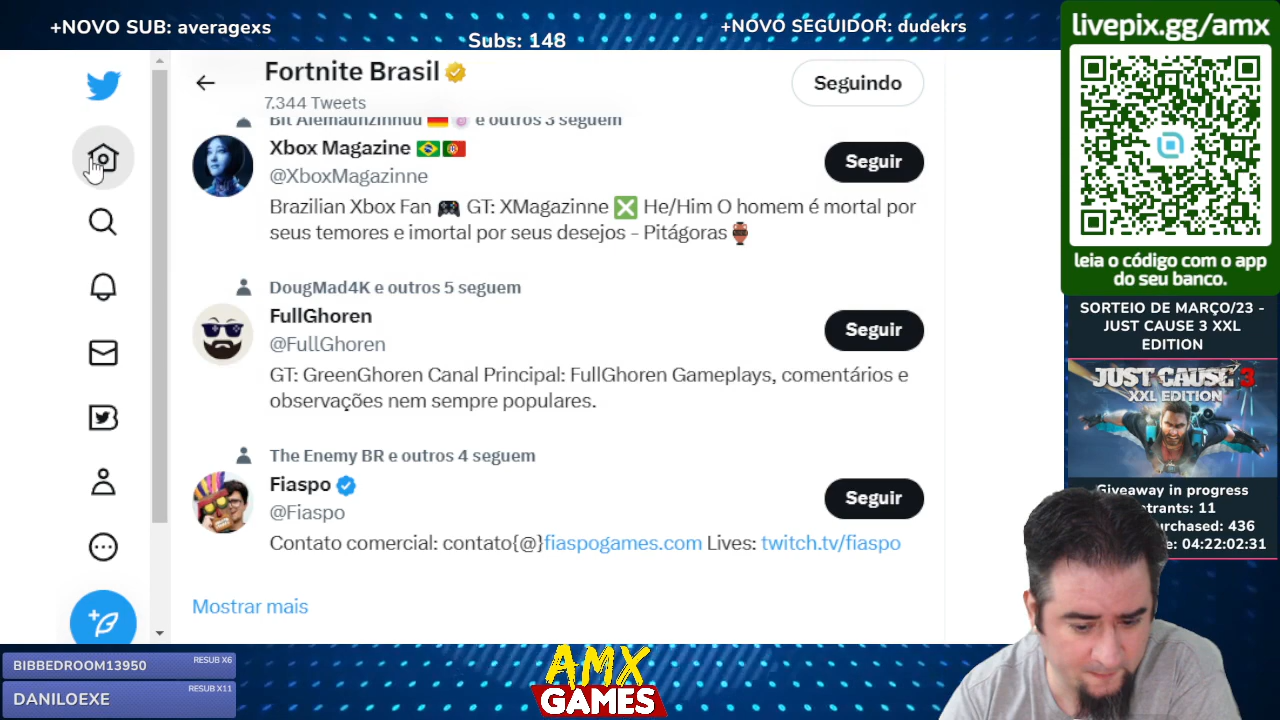 +NOVO SUB: averagexs
Subs: 148
+NOVO SEGUIDOR: dudekrs
livepix.gg/amx
leia o código com o app
do seu banco.
SORTEIO DE MARÇO/23 -
JUST CAUSE 3 XXL
EDITION
JUST CAUSE 3
XXL EDITION
Giveaway in progress
trants: 11
urchased: 436
e: 04:22:02:31
Fortnite Brasil
7.344 Tweets
Seguindo
e outros 3 seguem
Xbox Magazine 🇧🇷🇵🇹
@XboxMagazinne
Seguir
Brazilian Xbox Fan 🎮 GT: XMagazinne ❎ He/Him O homem é mortal por
seus temores e imortal por seus desejos - Pitágoras🏺
DougMad4K e outros 5 seguem
FullGhoren
@FullGhoren
Seguir
GT: GreenGhoren Canal Principal: FullGhoren Gameplays, comentários e
observações nem sempre populares.
The Enemy BR e outros 4 seguem
Fiaspo
@Fiaspo
Seguir
Contato comercial: contato{@}fiaspogames.com Lives: twitch.tv/fiaspo
Mostrar mais
BIBBEDROOM13950 RESUB X6
DANILOEXE RESUB X11
AMX
GAMES